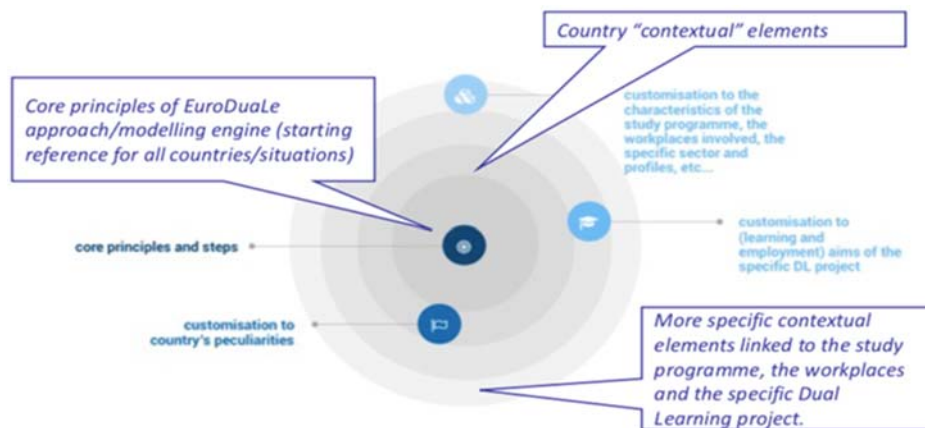 Country “contextual” elements
Core principles of EuroDuaLe
approach/modelling engine (starting
reference for all countries/situations)
customisation to the
characteristics of the
study programme, the
workplaces involved, the
specific sector and
profiles, etc...
core principles and steps
customisation to
(learning and
employment) aims of the
specific DL project
customisation to
country's peculiarities
More specific contextual
elements linked to the study
programme, the workplaces
and the specific Dual
Learning project.